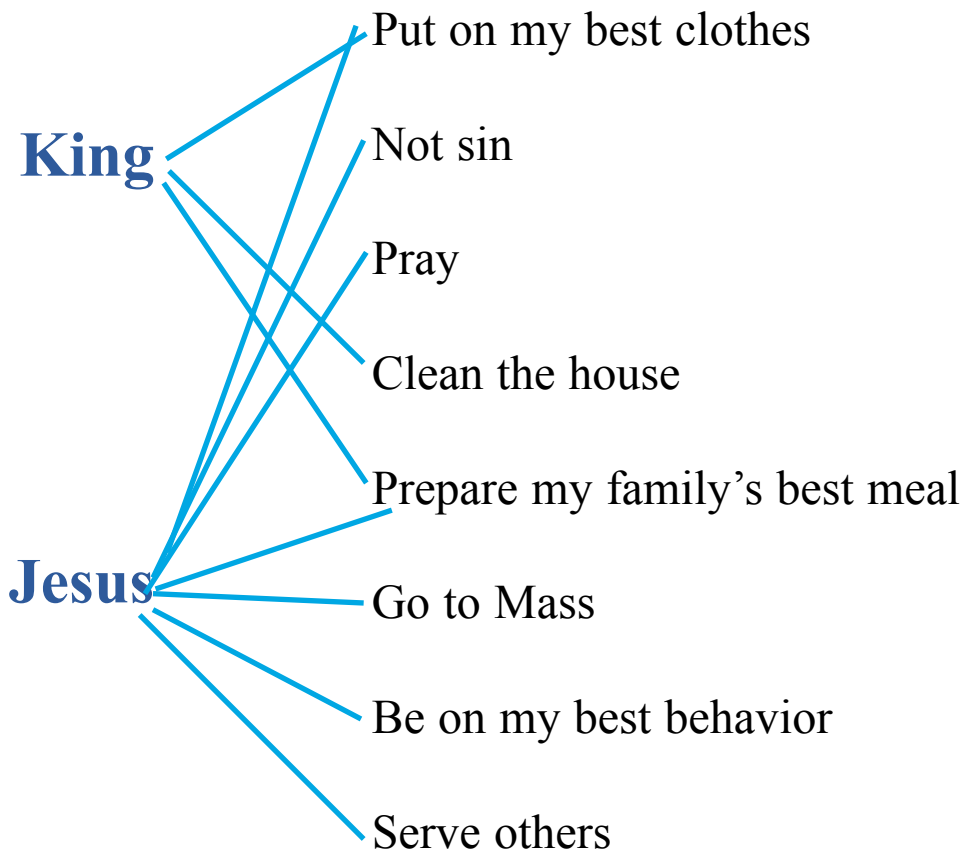 Put on my best clothes
King
Not sin
Pray
Clean the house
Prepare my family’s best meal
Jesus
Go to Mass
Be on my best behavior
Serve others